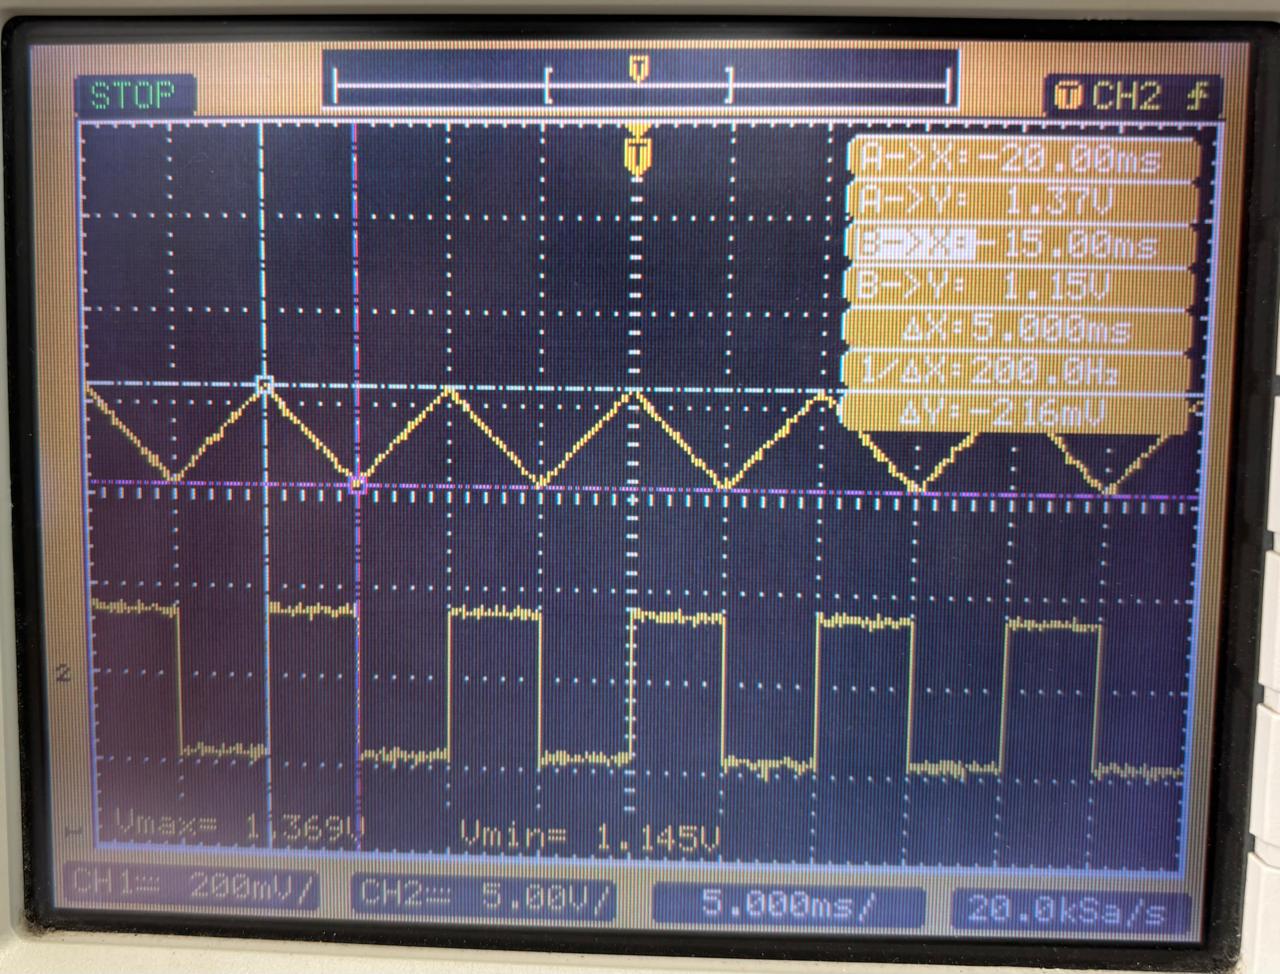 T
STOP
T CH2
T
A->X:-20.00ms
A->Y: 1.37V
B->X:-15.00ms
B->Y: 1.15V
ΔX:5.000ms
1/ΔX:200.0Hz
ΔY:-216mV
2
Vmax= 1.369V Vmin= 1.145V
CH1 200mV/ CH2 5.00V/ 5.000ms/ 20.0kSa/s